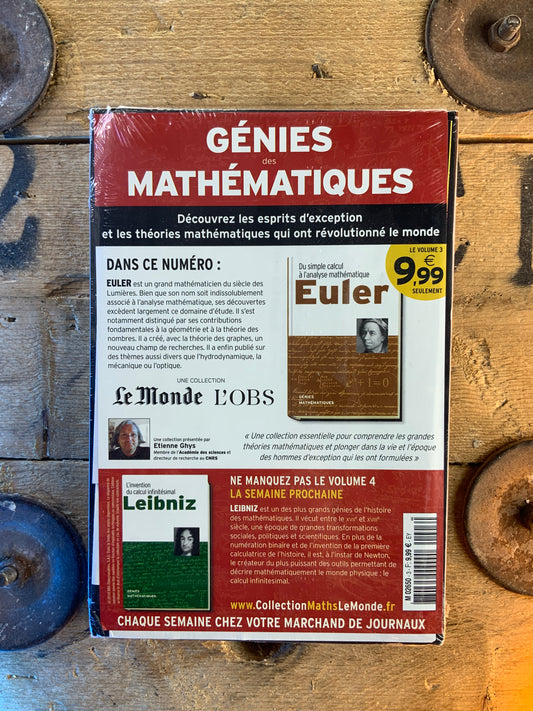 GÉNIES
des
MATHÉMATIQUES
Découvrez les esprits d'exception
et les théories mathématiques qui ont révolutionné le monde
DANS CE NUMÉRO :
EULER est un grand mathématicien du siècle des
Lumières. Bien que son nom soit indissolublement
associé à l'analyse mathématique, ses découvertes
excèdent largement ce domaine d'étude. Il s'est
notamment distingué par ses contributions
fondamentales à la géométrie et à la théorie des
nombres. Il a créé, avec la théorie des graphes, un
nouveau champ de recherches. Il a enfin publié sur
des thèmes aussi divers que l'hydrodynamique, la
mécanique ou l'optique.
Du simple calcul
à l'analyse mathématique
Euler
GÉNIES
MATHÉMATIQUES
LE VOLUME 3
9,99
€
SEULEMENT
UNE COLLECTION
Le Monde L'OBS
Une collection présentée par
Etienne Ghys
Membre de l'Académie des sciences et
directeur de recherche au CNRS
« Une collection essentielle pour comprendre les grandes
théories mathématiques et plonger dans la vie et l'époque
des hommes d'exception qui les ont formulées »
L'invention
du calcul infinitésimal
Leibniz
GÉNIES
MATHÉMATIQUES
NE MANQUEZ PAS LE VOLUME 4
LA SEMAINE PROCHAINE
LEIBNIZ est un des plus grands génies de l'histoire
des mathématiques. Il vécut entre le XVIIe et XVIIIe
siècle, une époque de grandes transformations
sociales, politiques et scientifiques. En plus de la
numération binaire et de l'invention de la première
calculatrice de l'histoire, il est, à l'instar de Newton,
le créateur du plus puissant des outils permettant de
décrire mathématiquement le monde physique : le
calcul infinitésimal.
M 02650 - 3 - F: 9,99 € - EY
www.CollectionMathsLeMonde.fr
CHAQUE SEMAINE CHEZ VOTRE MARCHAND DE JOURNAUX